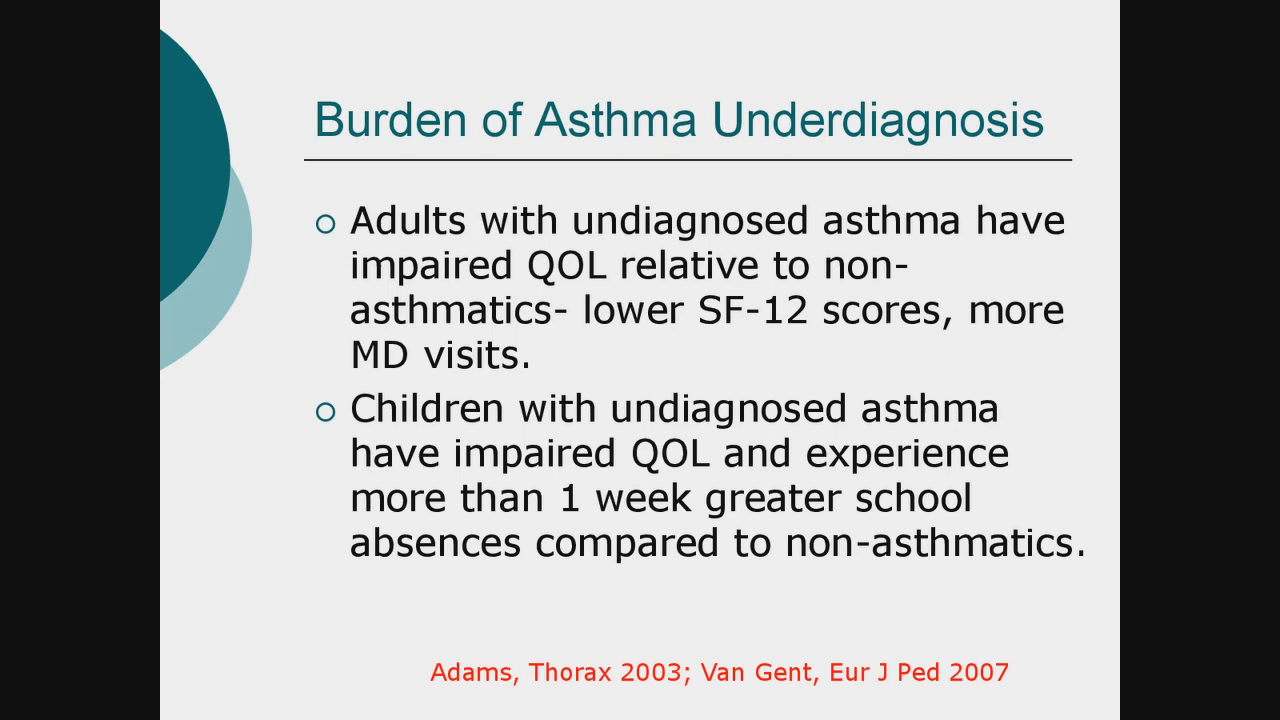 Burden of Asthma Underdiagnosis
Adults with undiagnosed asthma have
impaired QOL relative to non-
asthmatics- lower SF-12 scores, more
MD visits.
Children with undiagnosed asthma
have impaired QOL and experience
more than 1 week greater school
absences compared to non-asthmatics.
Adams, Thorax 2003; Van Gent, Eur J Ped 2007